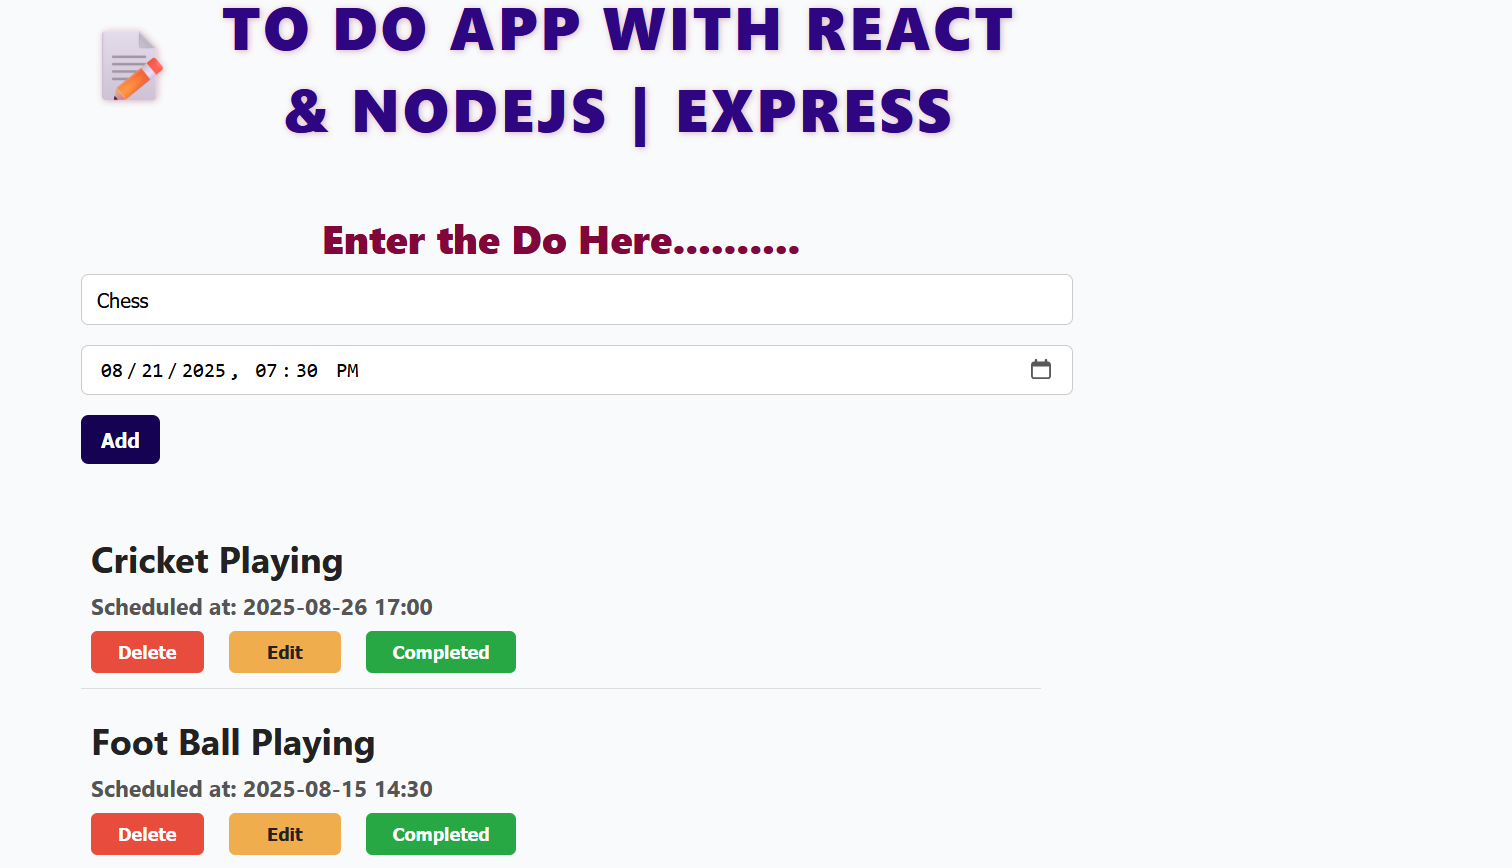 TO DO APP WITH REACT
& NODEJS | EXPRESS
Enter the Do Here..........
Chess
08/21/2025, 07:30 PM
Add
Cricket Playing
Scheduled at: 2025-08-26 17:00
Delete Edit Completed
Foot Ball Playing
Scheduled at: 2025-08-15 14:30
Delete Edit Completed